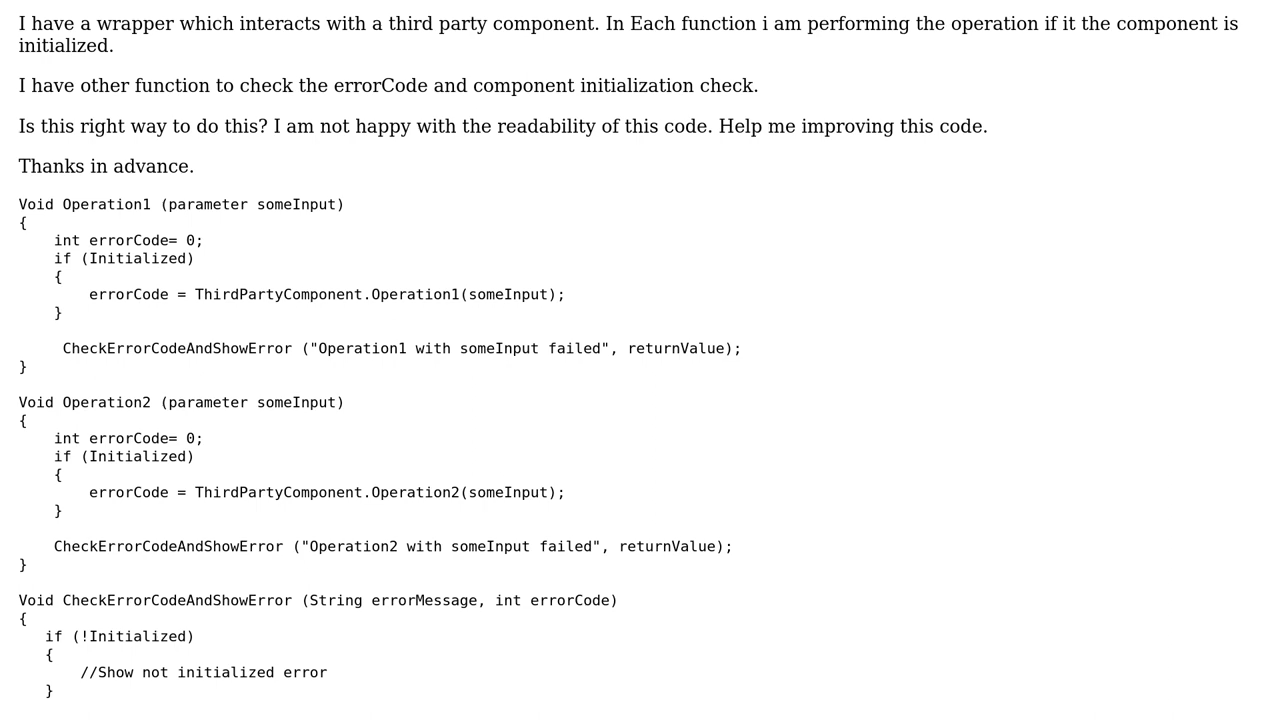 I have a wrapper which interacts with a third party component. In Each function i am performing the operation if it the component is
initialized.
I have other function to check the errorCode and component initialization check.
Is this right way to do this? I am not happy with the readability of this code. Help me improving this code.
Thanks in advance.
Void Operation1 (parameter someInput)
{
    int errorCode= 0;
    if (Initialized)
    {
        errorCode = ThirdPartyComponent.Operation1(someInput);
    }
     CheckErrorCodeAndShowError ("Operation1 with someInput failed", returnValue);
}
Void Operation2 (parameter someInput)
{
    int errorCode= 0;
    if (Initialized)
    {
        errorCode = ThirdPartyComponent.Operation2(someInput);
    }
    CheckErrorCodeAndShowError ("Operation2 with someInput failed", returnValue);
}
Void CheckErrorCodeAndShowError (String errorMessage, int errorCode)
{
   if (!Initialized)
   {
       //Show not initialized error
   }